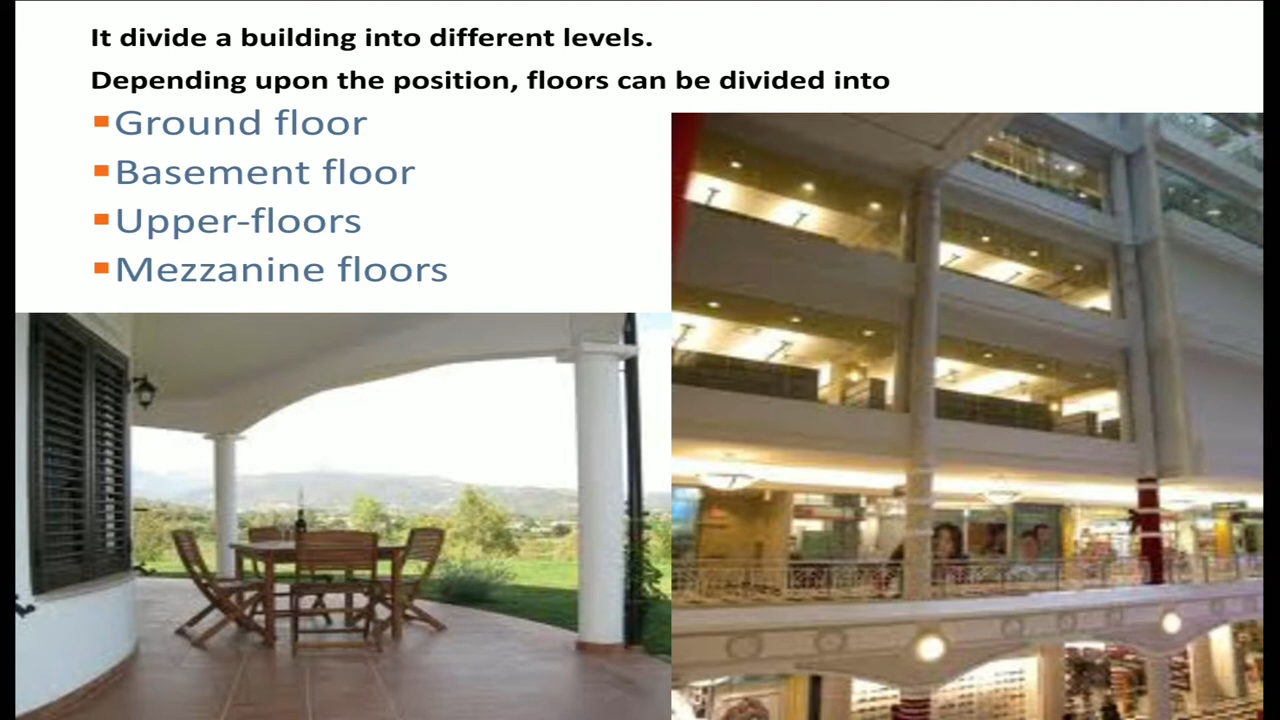 It divide a building into different levels.
Depending upon the position, floors can be divided into
Ground floor
Basement floor
Upper-floors
Mezzanine floors